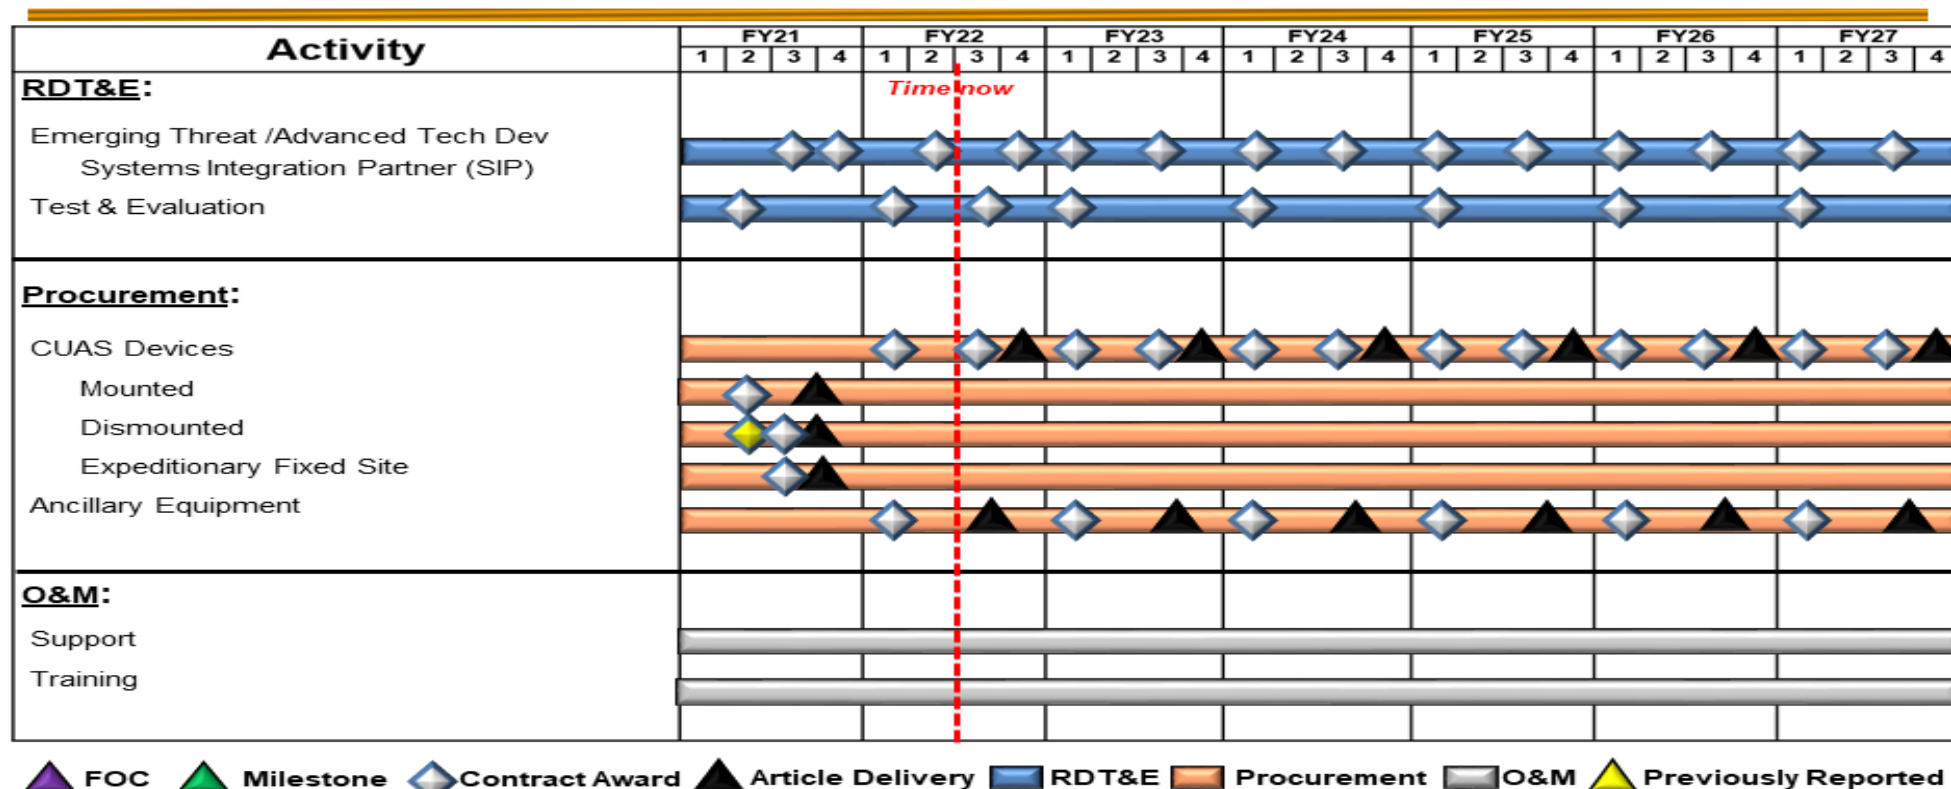 Activity
FY21 FY22 FY23 FY24 FY25 FY26 FY27
1 2 3 4 1 2 3 4 1 2 3 4 1 2 3 4 1 2 3 4 1 2 3 4 1 2 3 4
RDT&E:
Time now
Emerging Threat /Advanced Tech Dev
Systems Integration Partner (SIP)
Test & Evaluation
Procurement:
CUAS Devices
Mounted
Dismounted
Expeditionary Fixed Site
Ancillary Equipment
O&M:
Support
Training
FOC Milestone Contract Award Article Delivery RDT&E Procurement O&M Previously Reported